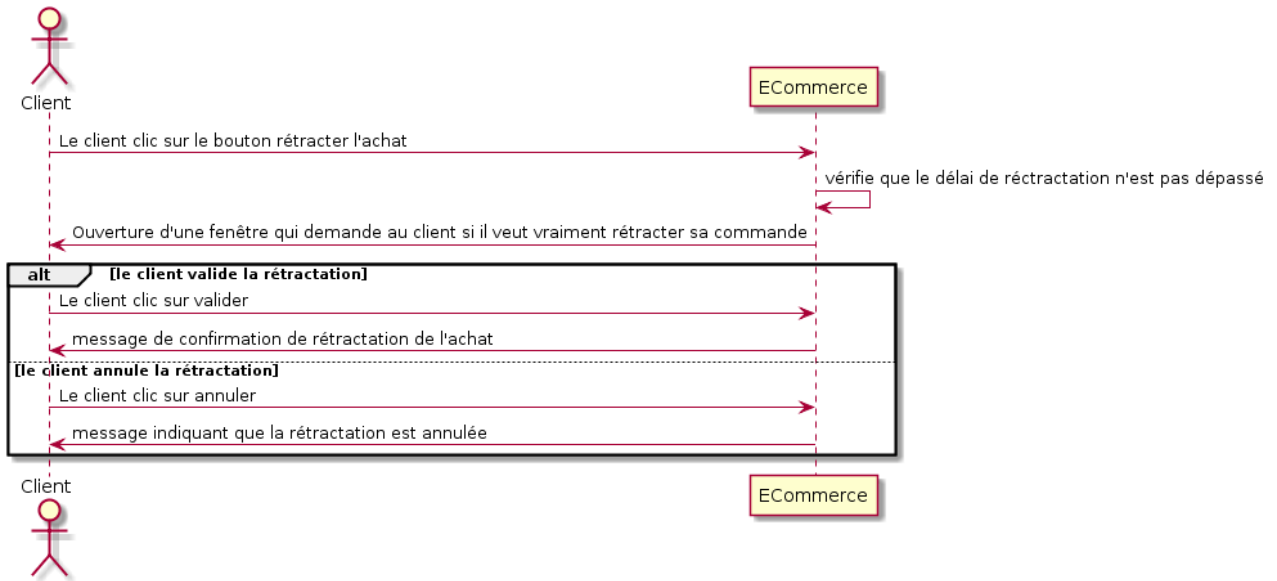 Client
ECommerce
Le client clic sur le bouton rétracter l'achat
vérifie que le délai de réctractation n'est pas dépassé
Ouverture d'une fenêtre qui demande au client si il veut vraiment rétracter sa commande
alt [le client valide la rétractation]
Le client clic sur valider
message de confirmation de rétractation de l'achat
[le client annule la rétractation]
Le client clic sur annuler
message indiquant que la rétractation est annulée
Client
ECommerce